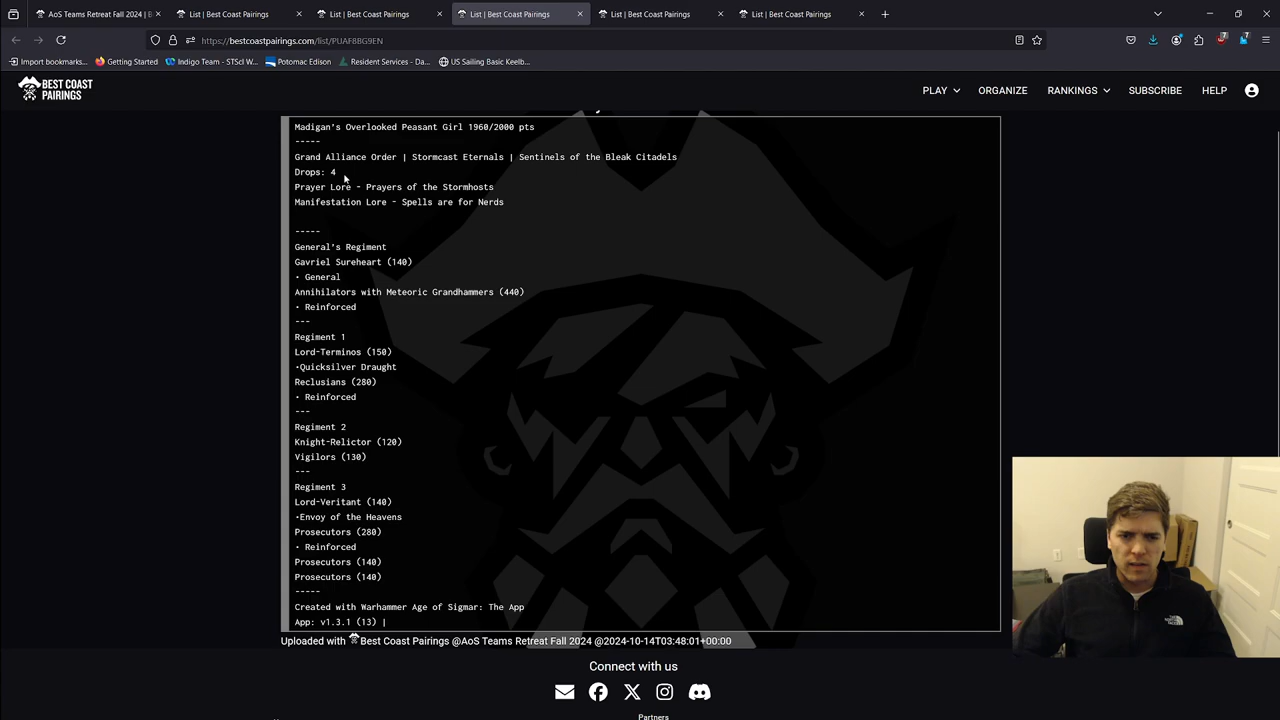 AoS Teams Retreat Fall 2024 | B
List | Best Coast Pairings
List | Best Coast Pairings
List | Best Coast Pairings
List | Best Coast Pairings
List | Best Coast Pairings
https://bestcoastpairings.com/list/PUAF8BG9EN
Import bookmarks...
Getting Started
Indigo Team - STScI W...
Potomac Edison
Resident Services - Da...
US Sailing Basic Keelb...
BEST COAST
PAIRINGS
PLAY
ORGANIZE
RANKINGS
SUBSCRIBE
HELP
Madigan's Overlooked Peasant Girl 1960/2000 pts
-----
Grand Alliance Order | Stormcast Eternals | Sentinels of the Bleak Citadels
Drops: 4
Prayer Lore - Prayers of the Stormhosts
Manifestation Lore - Spells are for Nerds
-----
General's Regiment
Gavriel Sureheart (140)
• General
Annihilators with Meteoric Grandhammers (440)
• Reinforced
---
Regiment 1
Lord-Terminos (150)
•Quicksilver Draught
Reclusians (280)
• Reinforced
---
Regiment 2
Knight-Relictor (120)
Vigilors (130)
---
Regiment 3
Lord-Veritant (140)
•Envoy of the Heavens
Prosecutors (280)
• Reinforced
Prosecutors (140)
Prosecutors (140)
-----
Created with Warhammer Age of Sigmar: The App
App: v1.3.1 (13) |
Uploaded with Best Coast Pairings @AoS Teams Retreat Fall 2024 @2024-10-14T03:48:01+00:00
Connect with us
Partners